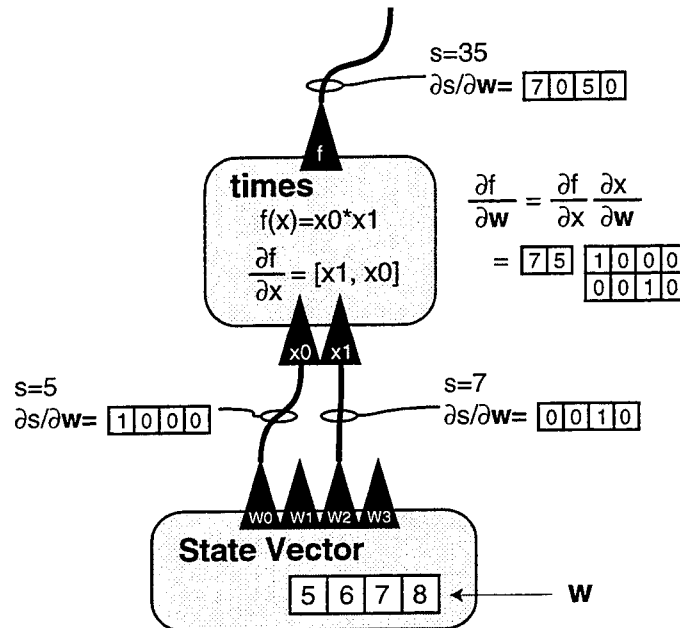 s=35
∂s/∂w= 7 0 5 0
f
times
f(x)=x0*x1
∂f/∂x = [x1, x0]
∂f/∂w = ∂f/∂x ∂x/∂w
= 7 5 1 0 0 0
0 0 1 0
x0 x1
s=5
∂s/∂w= 1 0 0 0
s=7
∂s/∂w= 0 0 1 0
W0 W1 W2 W3
State Vector
5 6 7 8
w